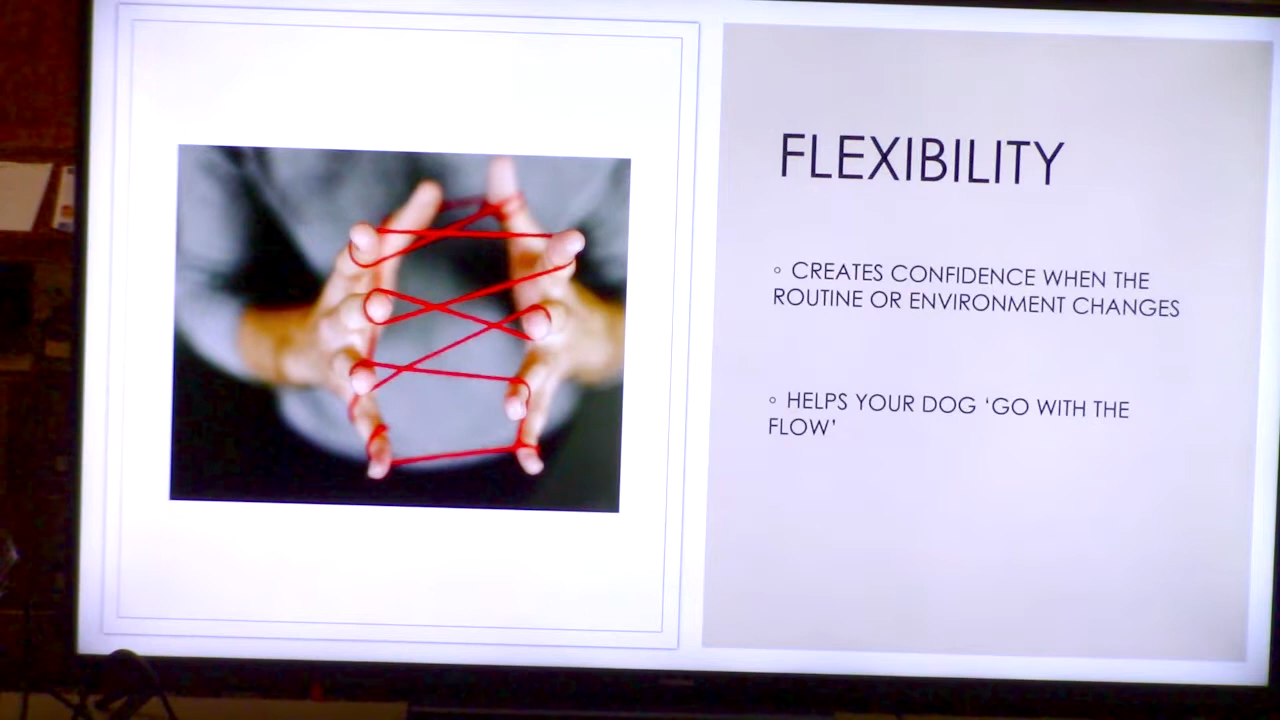 FLEXIBILITY
◦ CREATES CONFIDENCE WHEN THE
ROUTINE OR ENVIRONMENT CHANGES
◦ HELPS YOUR DOG ‘GO WITH THE
FLOW’